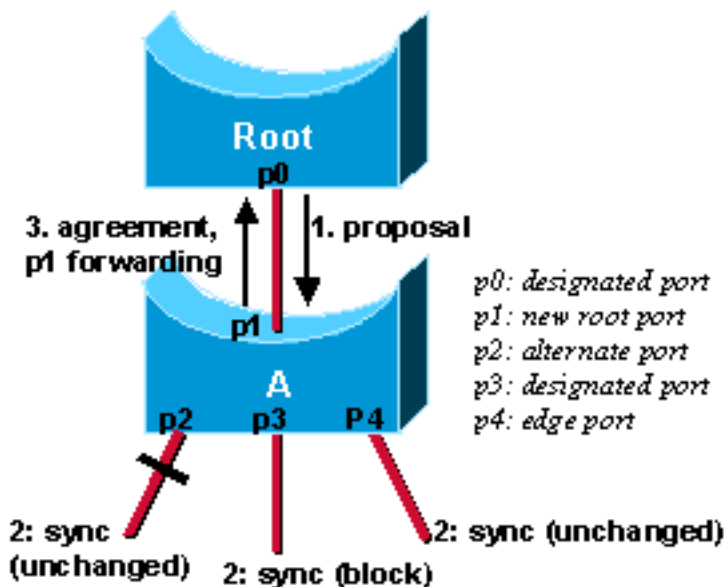 Root
p0
3. agreement,
p1 forwarding
1. proposal
p1
A
p2
p3
P4
p0: designated port
p1: new root port
p2: alternate port
p3: designated port
p4: edge port
2: sync
(unchanged)
2: sync (block)
2: sync (unchanged)